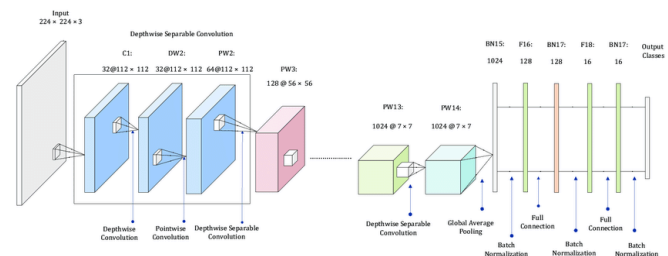 Input
224 × 224 × 3
Depthwise Separable Convolution
C1:
DW2:
PW2:
32@112 × 112
32@112 × 112
64@112 × 112
PW3:
128 @ 56 × 56
PW13:
1024 @ 7 × 7
PW14:
1024 @ 7 × 7
BN15:
F16:
BN17:
F18:
BN17:
Output
Classes
1024
128
128
16
16
Depthwise
Convolution
Pointwise
Convolution
Depthwise Separable
Convolution
Depthwise Separable
Convolution
Global Average
Pooling
Batch
Normalization
Full
Connection
Batch
Normalization
Full
Connection
Batch
Normalization